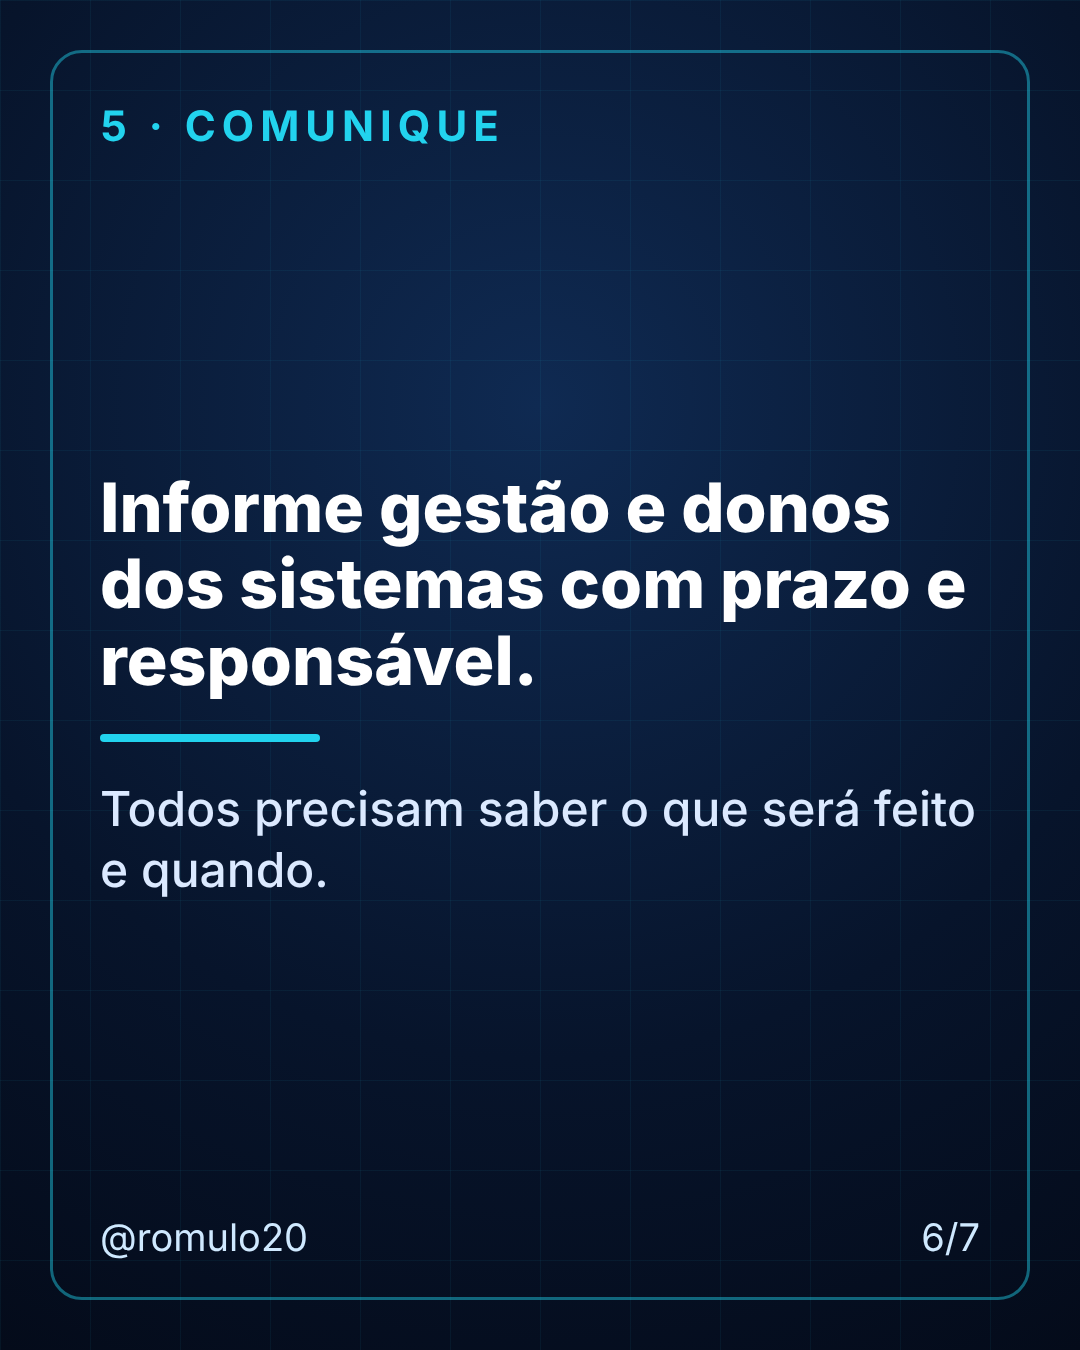 5 · COMUNIQUE
Informe gestão e donos
dos sistemas com prazo e
responsável.
Todos precisam saber o que será feito
e quando.
@romulo20
6/7